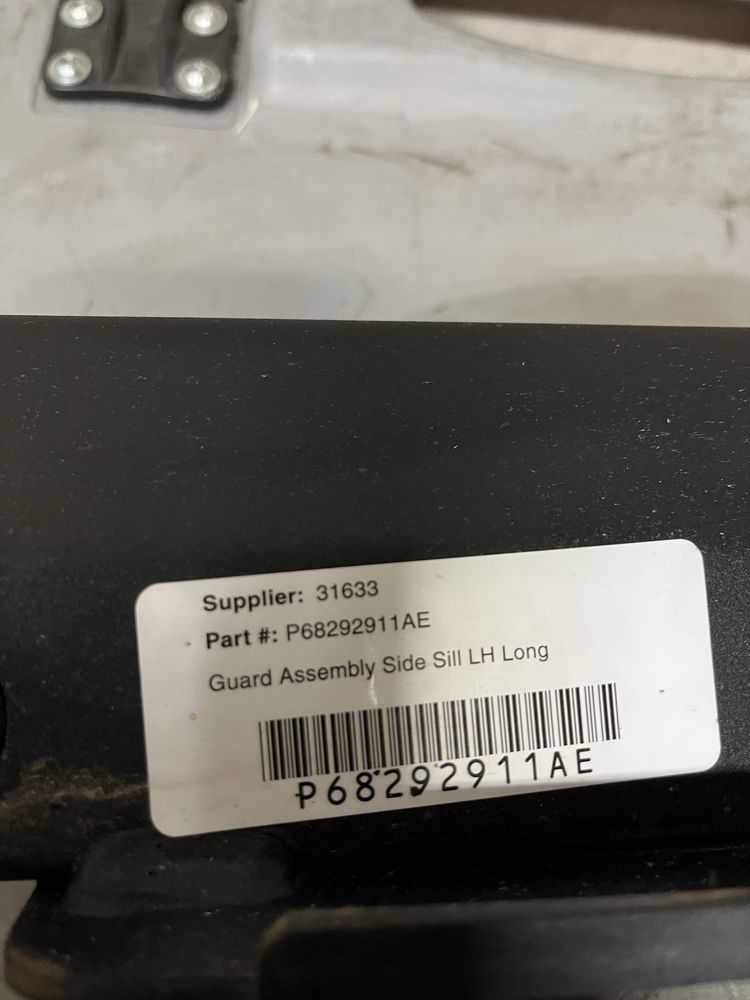 Supplier: 31633
Part #: P68292911AE
Guard Assembly Side Sill LH Long
P68292911AE